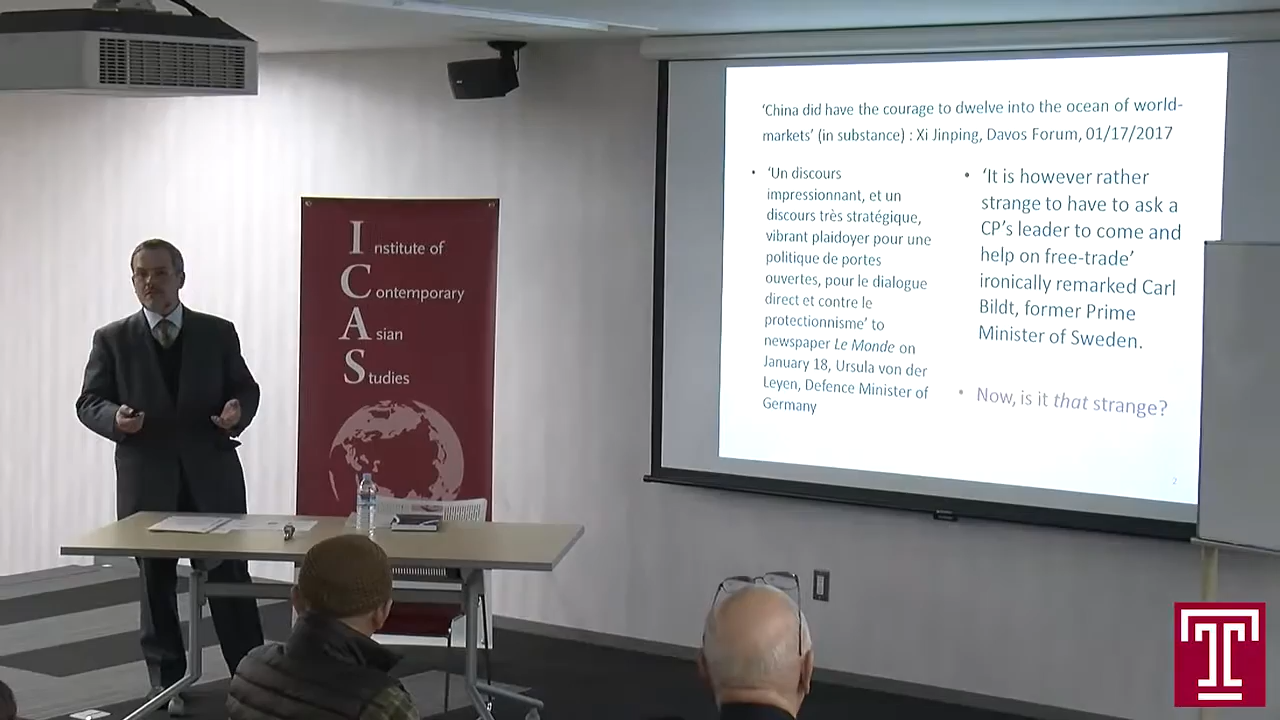 Institute of
Contemporary
Asian
Studies
'China did have the courage to dwelve into the ocean of world-
markets' (in substance) : Xi Jinping, Davos Forum, 01/17/2017
• 'Un discours
impressionnant, et un
discours très stratégique,
vibrant plaidoyer pour une
politique de portes
ouvertes, pour le dialogue
direct et contre le
protectionnisme' to
newspaper Le Monde on
January 18, Ursula von der
Leyen, Defence Minister of
Germany
• 'It is however rather
strange to have to ask a
CP's leader to come and
help on free-trade'
ironically remarked Carl
Bildt, former Prime
Minister of Sweden.
• Now, is it that strange?
2
T